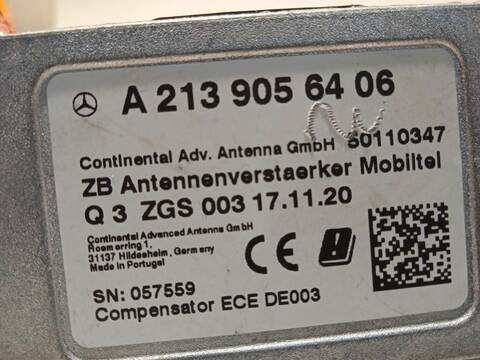 A 213 905 64 06
Continental Adv. Antenna GmbH 50110347
ZB Antennenverstaerker Mobiltel
Q 3 ZGS 003 17.11.20
Continental Advanced Antenna GmbH
Roemerring 1,
31137 Hildesheim, Germany
Made in Portugal
CE
SN: 057559
Compensator ECE DE003